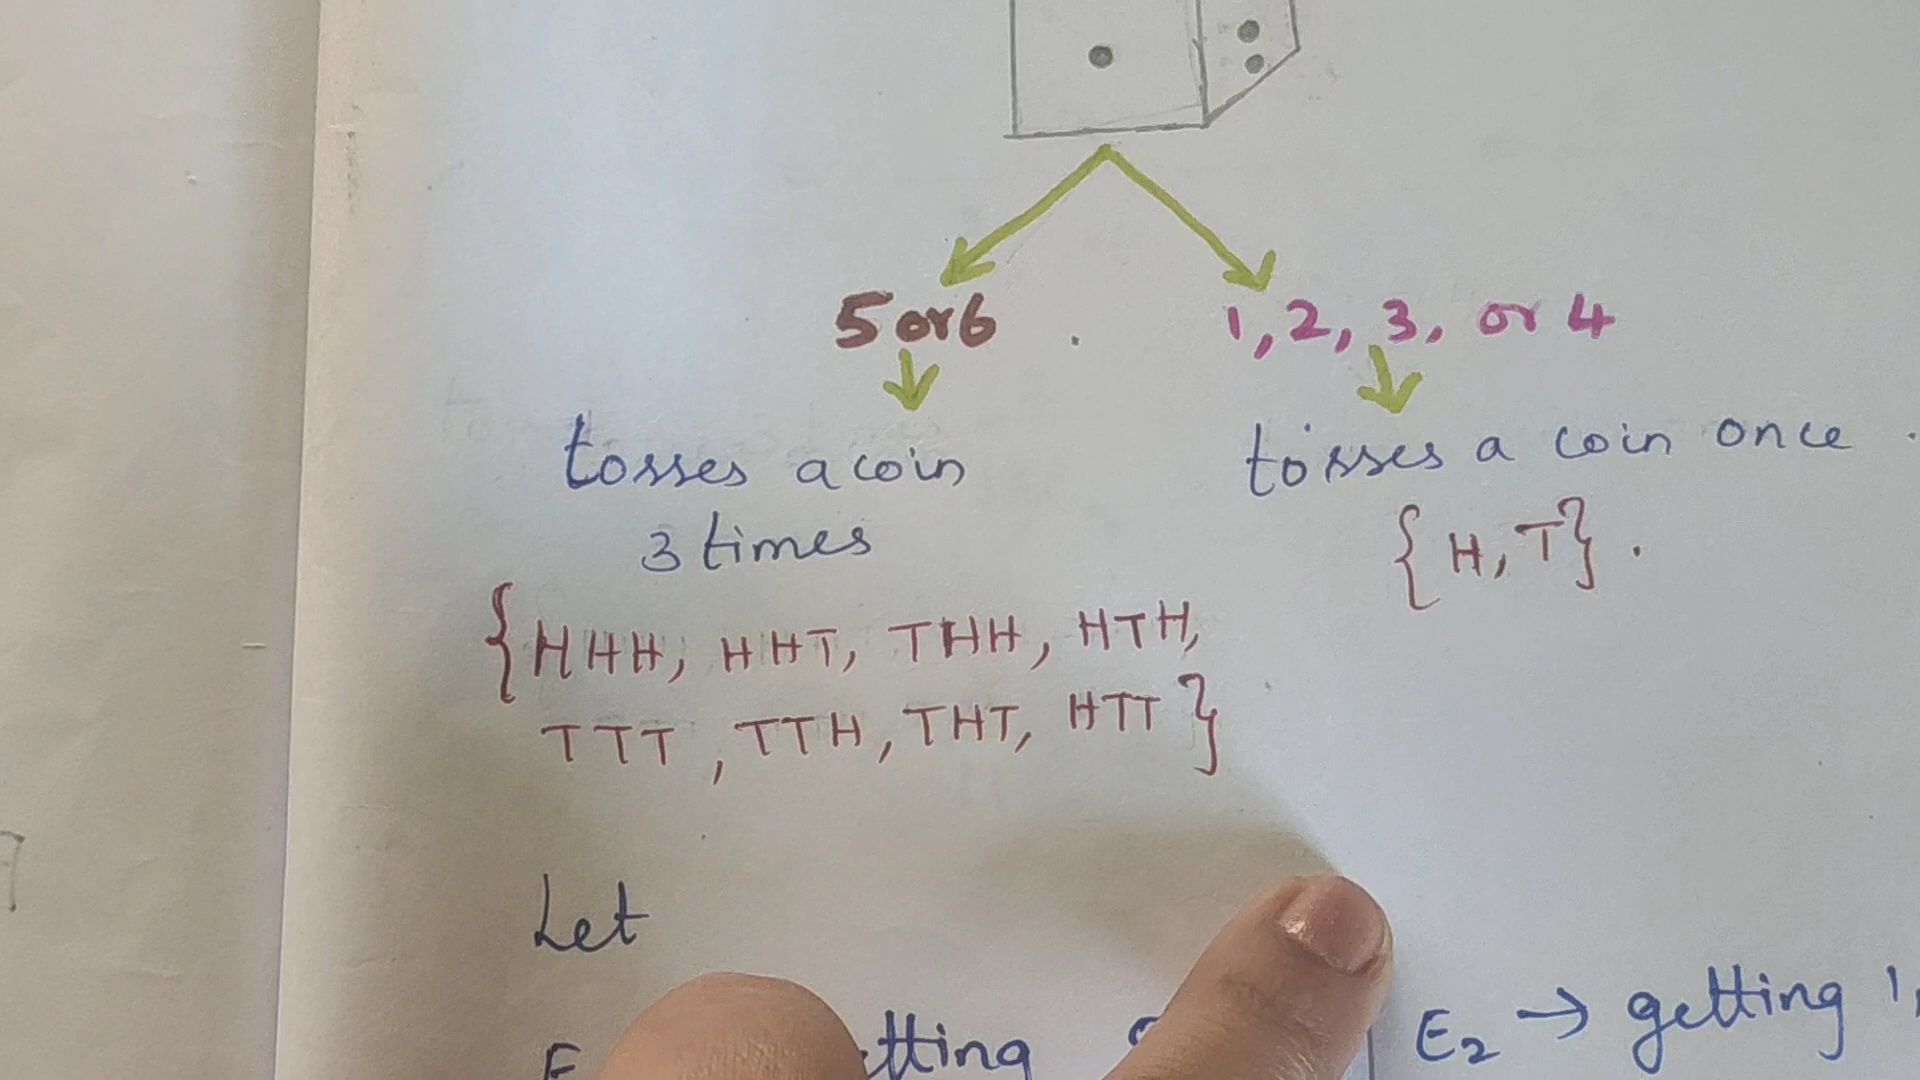 5 or 6
1, 2, 3, or 4
tosses a coin
3 times
tosses a coin once.
{H, T}.
{HHH, HHT, THH, HTH,
TTT, TTH, THT, HTT}
Let
E₂ → getting 1,